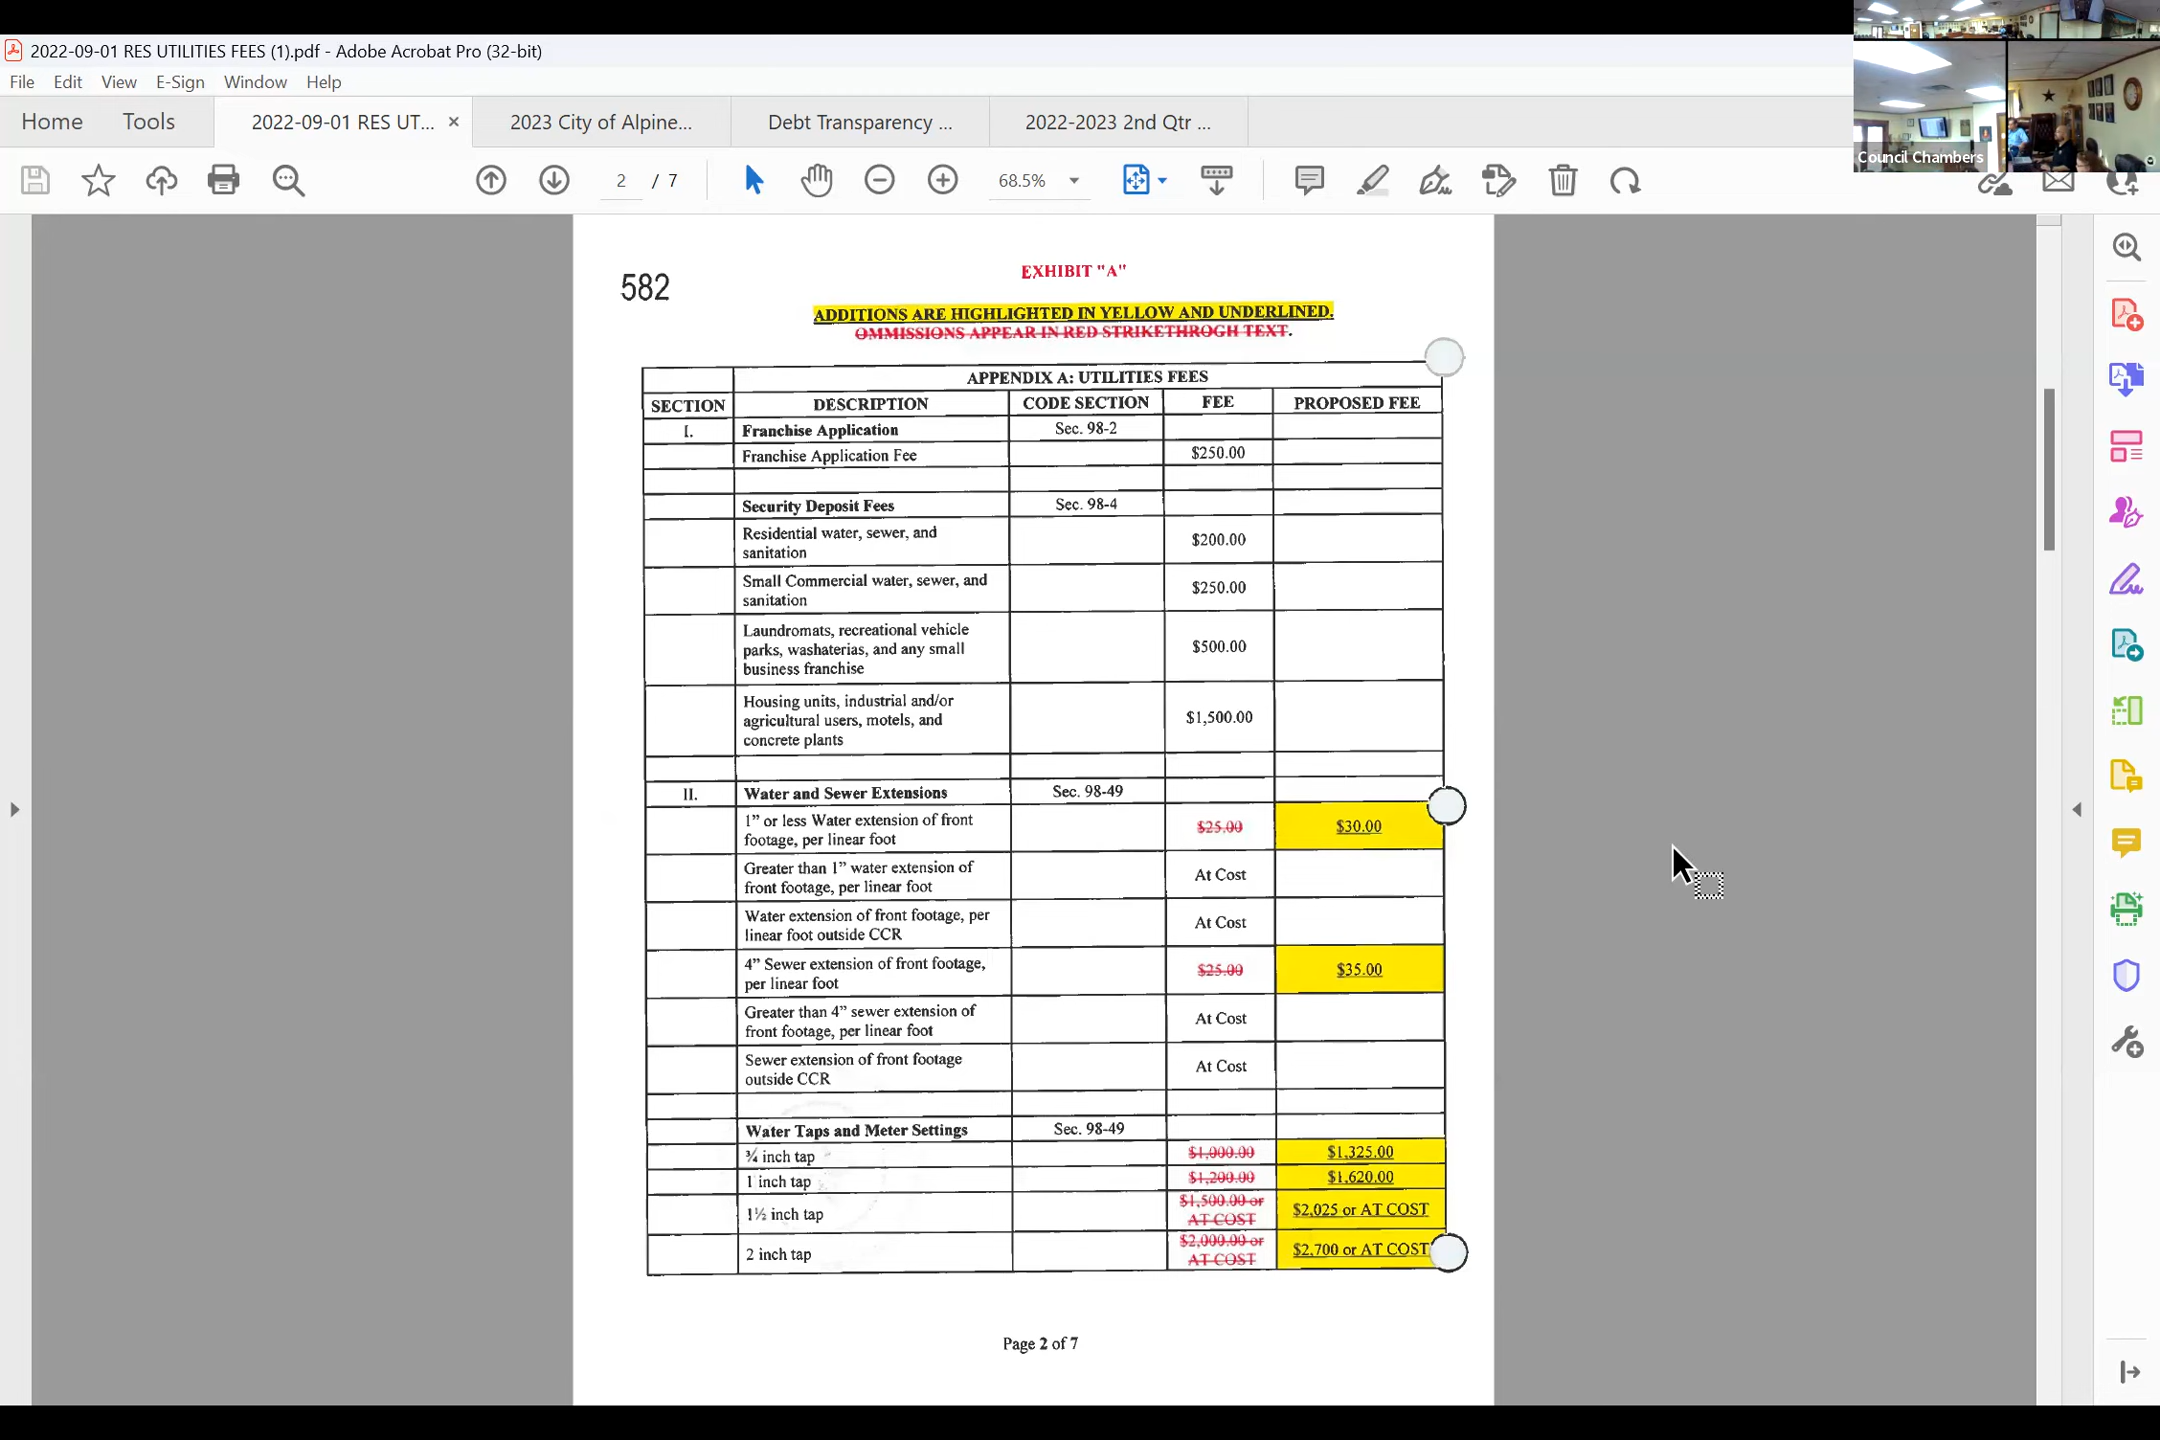 2022-09-01 RES UTILITIES FEES (1).pdf - Adobe Acrobat Pro (32-bit)
File Edit View E-Sign Window Help
Home Tools 2022-09-01 RES UT... × 2023 City of Alpine... Debt Transparency ... 2022-2023 2nd Qtr ...
2 / 7 68.5%
Council Chambers
582
EXHIBIT "A"
ADDITIONS ARE HIGHLIGHTED IN YELLOW AND UNDERLINED.
OMMISSIONS APPEAR IN RED STRIKETHROGH TEXT.
APPENDIX A: UTILITIES FEES
SECTION DESCRIPTION CODE SECTION FEE PROPOSED FEE
I. Franchise Application Sec. 98-2
Franchise Application Fee $250.00
Security Deposit Fees Sec. 98-4
Residential water, sewer, and
sanitation $200.00
Small Commercial water, sewer, and
sanitation $250.00
Laundromats, recreational vehicle
parks, washaterias, and any small
business franchise $500.00
Housing units, industrial and/or
agricultural users, motels, and
concrete plants $1,500.00
II. Water and Sewer Extensions Sec. 98-49
1” or less Water extension of front
footage, per linear foot $25.00 $30.00
Greater than 1” water extension of
front footage, per linear foot At Cost
Water extension of front footage, per
linear foot outside CCR At Cost
4” Sewer extension of front footage,
per linear foot $25.00 $35.00
Greater than 4” sewer extension of
front footage, per linear foot At Cost
Sewer extension of front footage
outside CCR At Cost
Water Taps and Meter Settings Sec. 98-49
¾ inch tap $1,000.00 $1,325.00
1 inch tap $1,200.00 $1,620.00
1½ inch tap $1,500.00 or
AT COST $2,025 or AT COST
2 inch tap $2,000.00 or
AT COST $2,700 or AT COST
Page 2 of 7